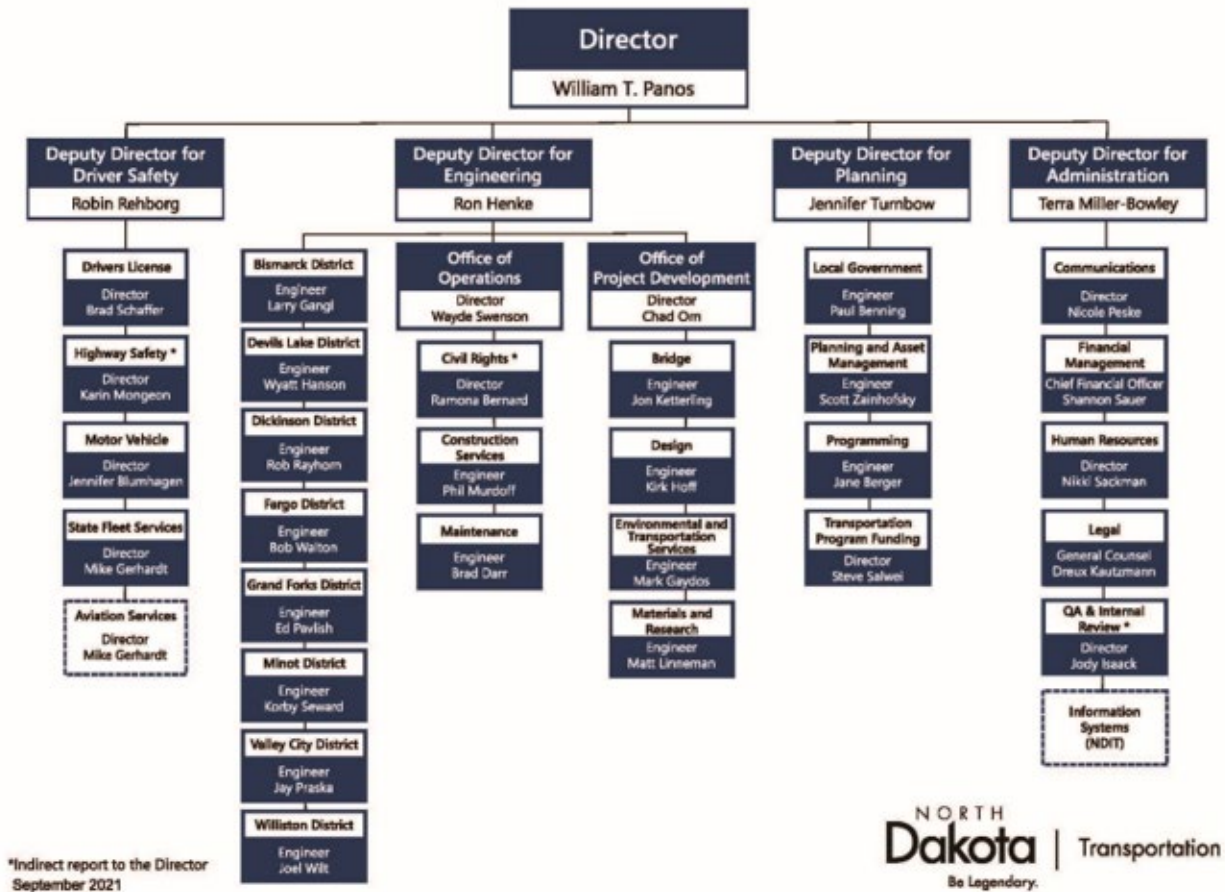 Director
William T. Panos
Deputy Director for
Driver Safety
Robin Rehborg
Drivers License
Director
Brad Schaffer
Highway Safety *
Director
Karin Mongeon
Motor Vehicle
Director
Jennifer Blumhagen
State Fleet Services
Director
Mike Gerhardt
Aviation Services
Director
Mike Gerhardt
Deputy Director for
Engineering
Ron Henke
Bismarck District
Engineer
Larry Gangl
Devils Lake District
Engineer
Wyatt Hanson
Dickinson District
Engineer
Rob Rayhorn
Fargo District
Engineer
Bob Walton
Grand Forks District
Engineer
Ed Pavlish
Minot District
Engineer
Korby Seward
Valley City District
Engineer
Jay Praska
Williston District
Engineer
Joel Wilt
Office of
Operations
Director
Wayde Swenson
Civil Rights *
Director
Ramona Bernard
Construction
Services
Engineer
Phil Murdoff
Maintenance
Engineer
Brad Darr
Office of
Project Development
Director
Chad Orn
Bridge
Engineer
Jon Ketterling
Design
Engineer
Kirk Hoff
Environmental and
Transportation
Services
Engineer
Mark Gaydos
Materials and
Research
Engineer
Matt Linneman
Deputy Director for
Planning
Jennifer Turnbow
Local Government
Engineer
Paul Benning
Planning and Asset
Management
Engineer
Scott Zainhofsky
Programming
Engineer
Jane Berger
Transportation
Program Funding
Director
Steve Salwei
Deputy Director for
Administration
Terra Miller-Bowley
Communications
Director
Nicole Peske
Financial
Management
Chief Financial Officer
Shannon Sauer
Human Resources
Director
Nikki Sackman
Legal
General Counsel
Dreux Kautzmann
QA & Internal
Review *
Director
Jody Isaack
Information
Systems
(NDIT)
*Indirect report to the Director
September 2021
NORTH
Dakota | Transportation
Be Legendary.